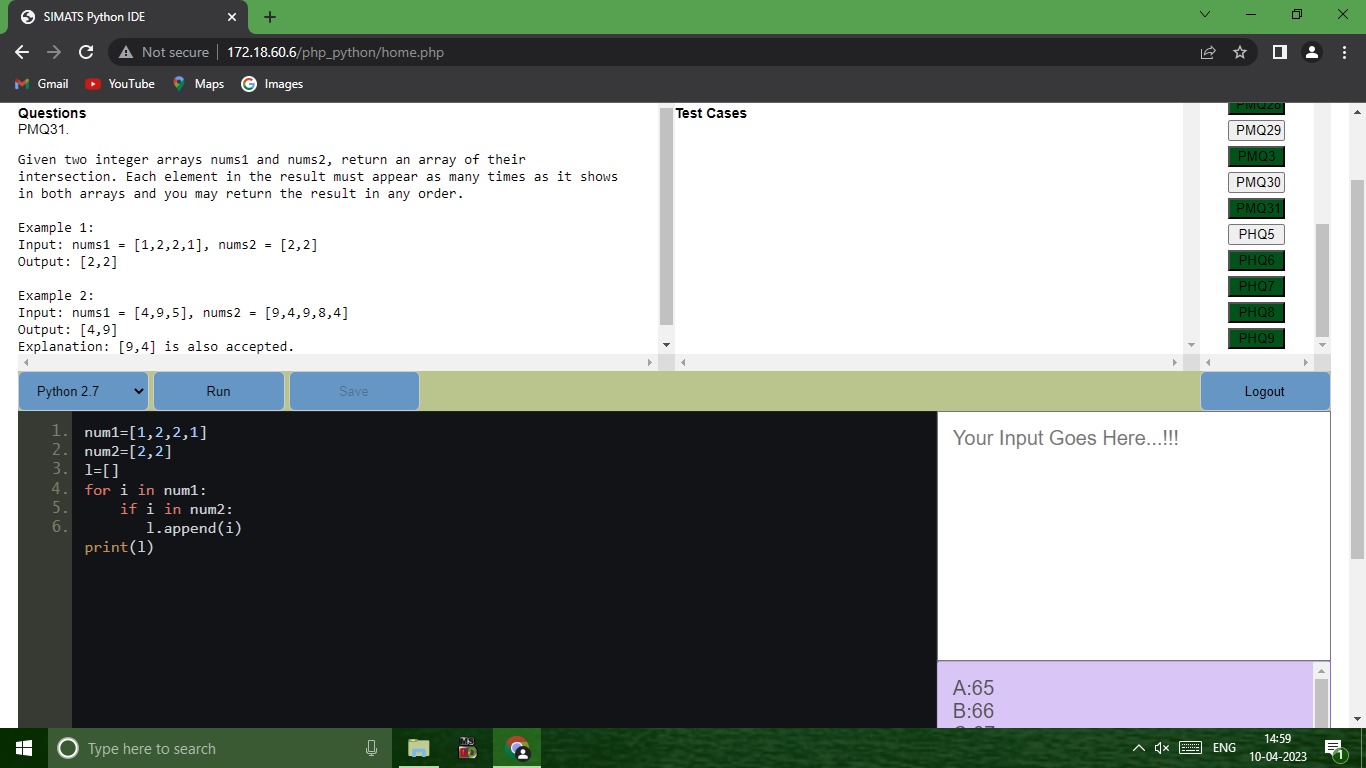 SIMATS Python IDE
Not secure
172.18.60.6/php_python/home.php
Gmail
YouTube
Maps
Images
Questions
PMQ31.
Given two integer arrays nums1 and nums2, return an array of their
intersection. Each element in the result must appear as many times as it shows
in both arrays and you may return the result in any order.
Example 1:
Input: nums1 = [1,2,2,1], nums2 = [2,2]
Output: [2,2]
Example 2:
Input: nums1 = [4,9,5], nums2 = [9,4,9,8,4]
Output: [4,9]
Explanation: [9,4] is also accepted.
Test Cases
PMQ28
PMQ29
PMQ3
PMQ30
PMQ31
PHQ5
PHQ6
PHQ7
PHQ8
PHQ9
Python 2.7
Run
Save
Logout
1. num1=[1,2,2,1]
2. num2=[2,2]
3. l=[]
4. for i in num1:
5. if i in num2:
6. l.append(i)
print(l)
Your Input Goes Here...!!!
A:65
B:66
Type here to search
ENG
14:59
10-04-2023
1